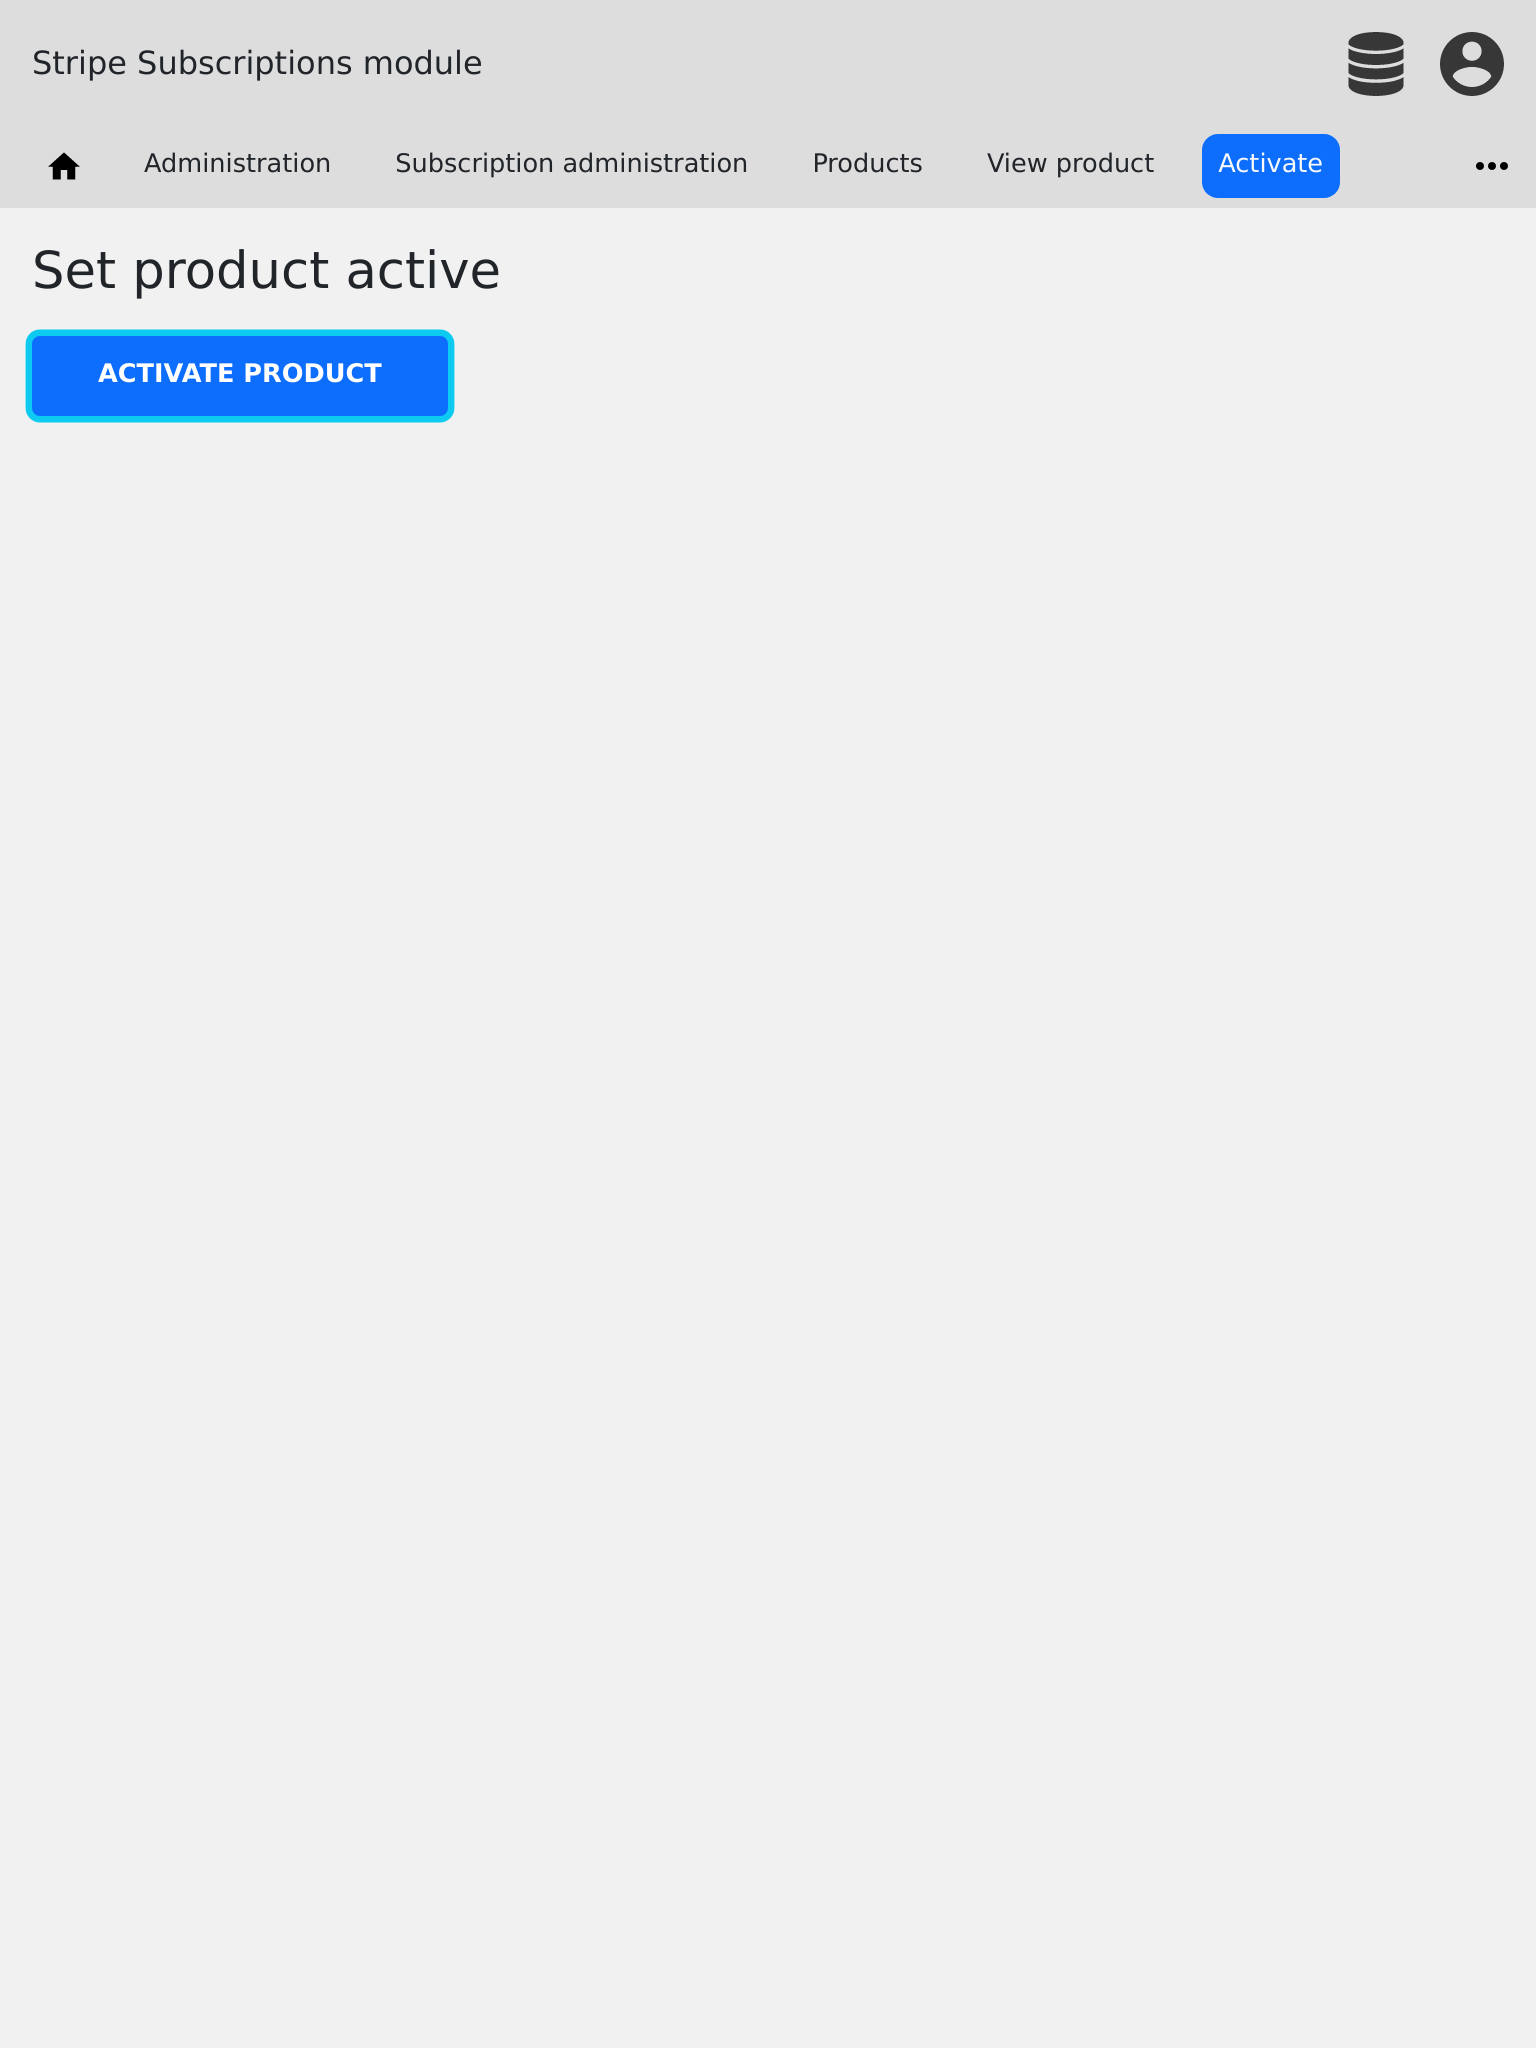 Stripe Subscriptions module
Administration Subscription administration Products View product Activate
Set product active
ACTIVATE PRODUCT